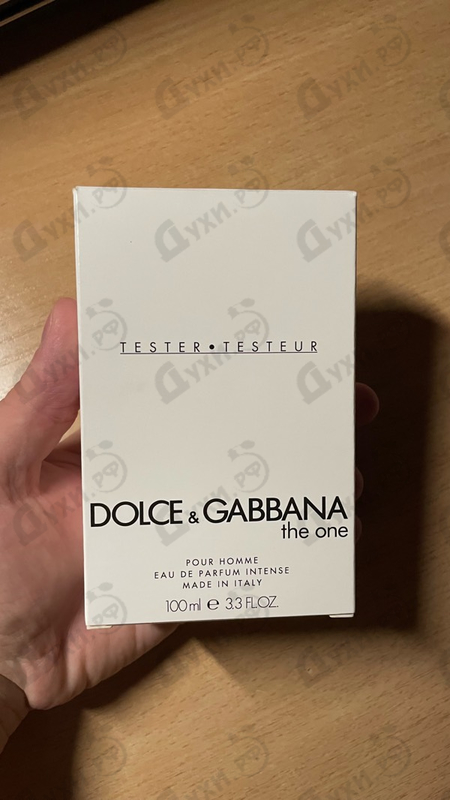 TESTER•TESTEUR
DOLCE & GABBANA
the one
POUR HOMME
EAU DE PARFUM INTENSE
MADE IN ITALY
100 ml e 3.3 FL.OZ.
Духи.рф